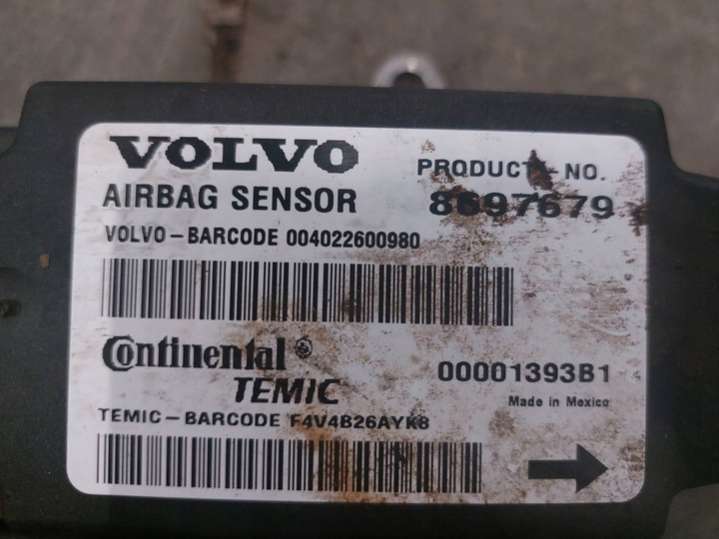 VOLVO
PRODUCT-NO.
AIRBAG SENSOR
8697679
VOLVO-BARCODE 004022600980
Continental
TEMIC
00001393B1
Made in Mexico
TEMIC-BARCODE F4V4B26AYK8